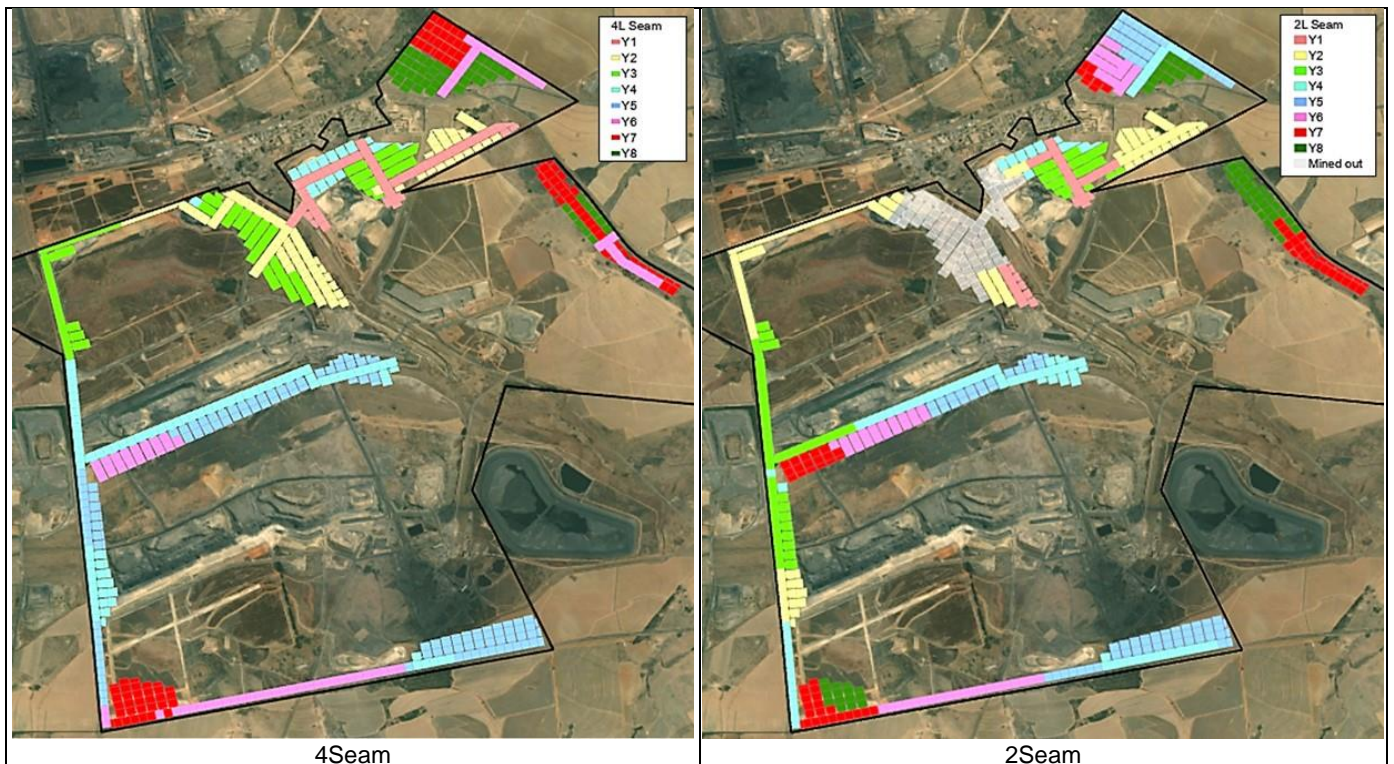 4L Seam
Y1
Y2
Y3
Y4
Y5
Y6
Y7
Y8
2L Seam
Y1
Y2
Y3
Y4
Y5
Y6
Y7
Y8
Mined out
4Seam
2Seam